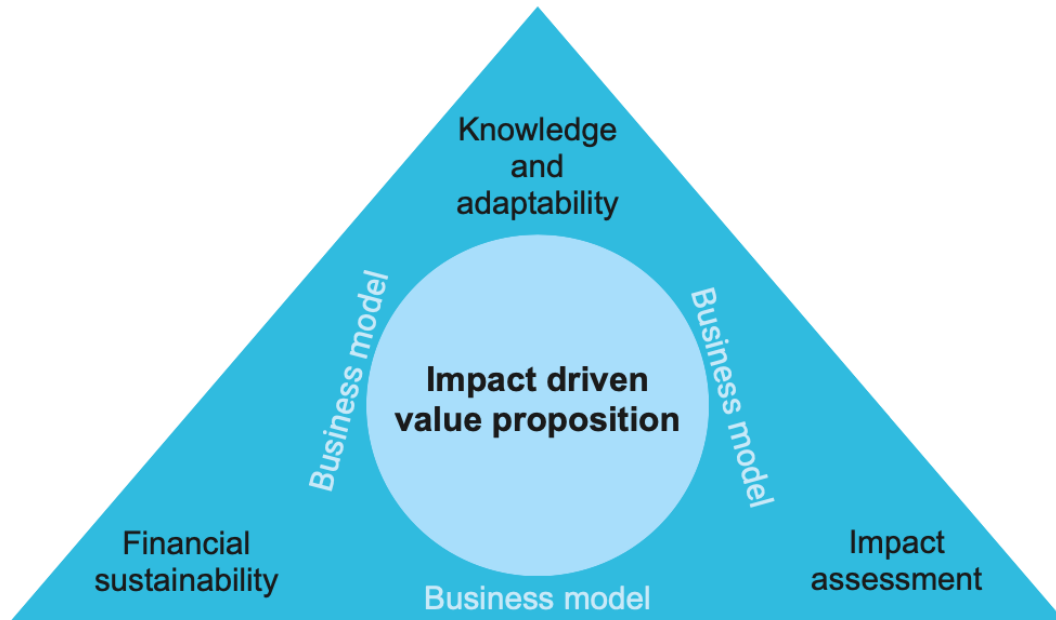 Knowledge
and
adaptability
Business model
Business model
Impact driven
value proposition
Financial
sustainability
Impact
assessment
Business model